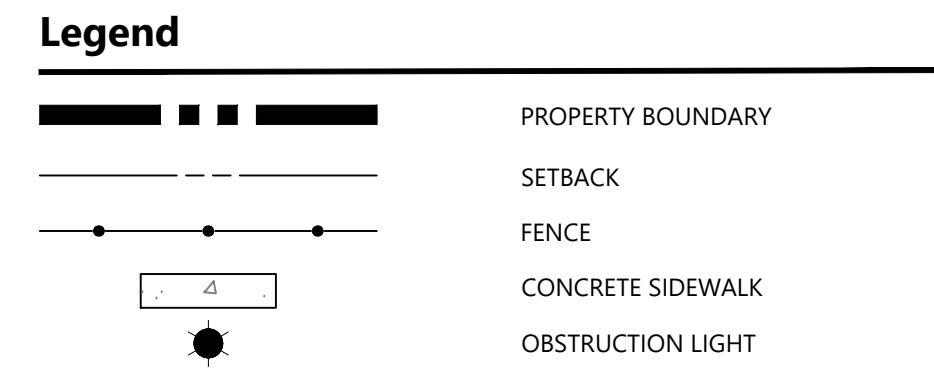 Legend
PROPERTY BOUNDARY
SETBACK
FENCE
CONCRETE SIDEWALK
OBSTRUCTION LIGHT